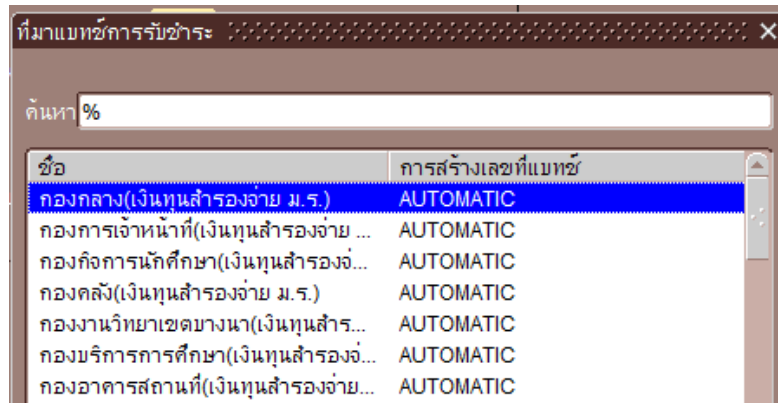 ที่มาแบทช์การรับชำระ
ค้นหา %
ชื่อ การสร้างเลขที่แบทช์
กองกลาง(เงินทุนสำรองจ่าย ม.ร.) AUTOMATIC
กองการเจ้าหน้าที่(เงินทุนสำรองจ่าย ... AUTOMATIC
กองกิจการนักศึกษา(เงินทุนสำรองจ่... AUTOMATIC
กองคลัง(เงินทุนสำรองจ่าย ม.ร.) AUTOMATIC
กองงานวิทยาเขตบางนา(เงินทุนสำร... AUTOMATIC
กองบริการการศึกษา(เงินทุนสำรองจ่... AUTOMATIC
กองอาคารสถานที่(เงินทุนสำรองจ่าย... AUTOMATIC